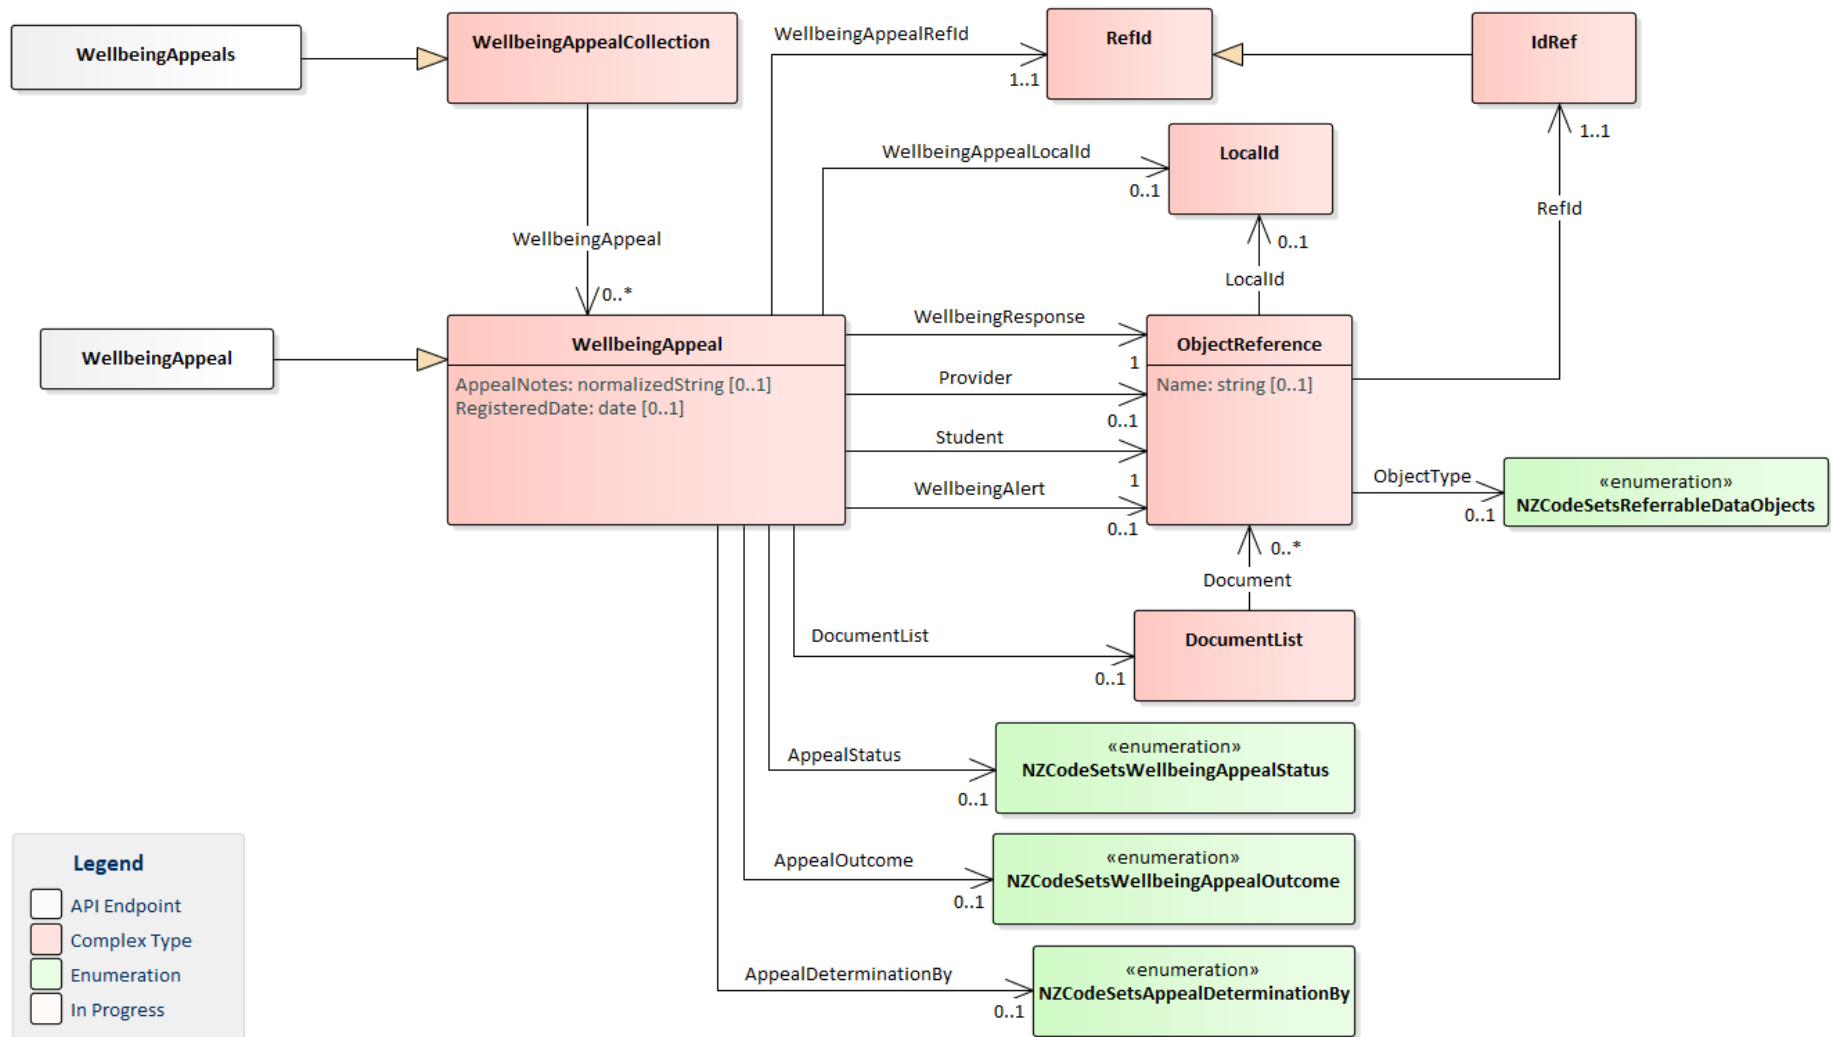 WellbeingAppeals
WellbeingAppealCollection
WellbeingAppealRefId
1..1
RefId
IdRef
1..1
RefId
WellbeingAppealLocalId
0..1
LocalId
0..1
LocalId
WellbeingAppeal
0..*
WellbeingAppeal
WellbeingAppeal
AppealNotes: normalizedString [0..1]
RegisteredDate: date [0..1]
WellbeingResponse
1
Provider
0..1
Student
1
WellbeingAlert
0..1
ObjectReference
Name: string [0..1]
ObjectType
0..1
«enumeration»
NZCodeSetsReferrableDataObjects
0..*
Document
DocumentList
0..1
DocumentList
AppealStatus
0..1
«enumeration»
NZCodeSetsWellbeingAppealStatus
AppealOutcome
0..1
«enumeration»
NZCodeSetsWellbeingAppealOutcome
AppealDeterminationBy
0..1
«enumeration»
NZCodeSetsAppealDeterminationBy
Legend
API Endpoint
Complex Type
Enumeration
In Progress